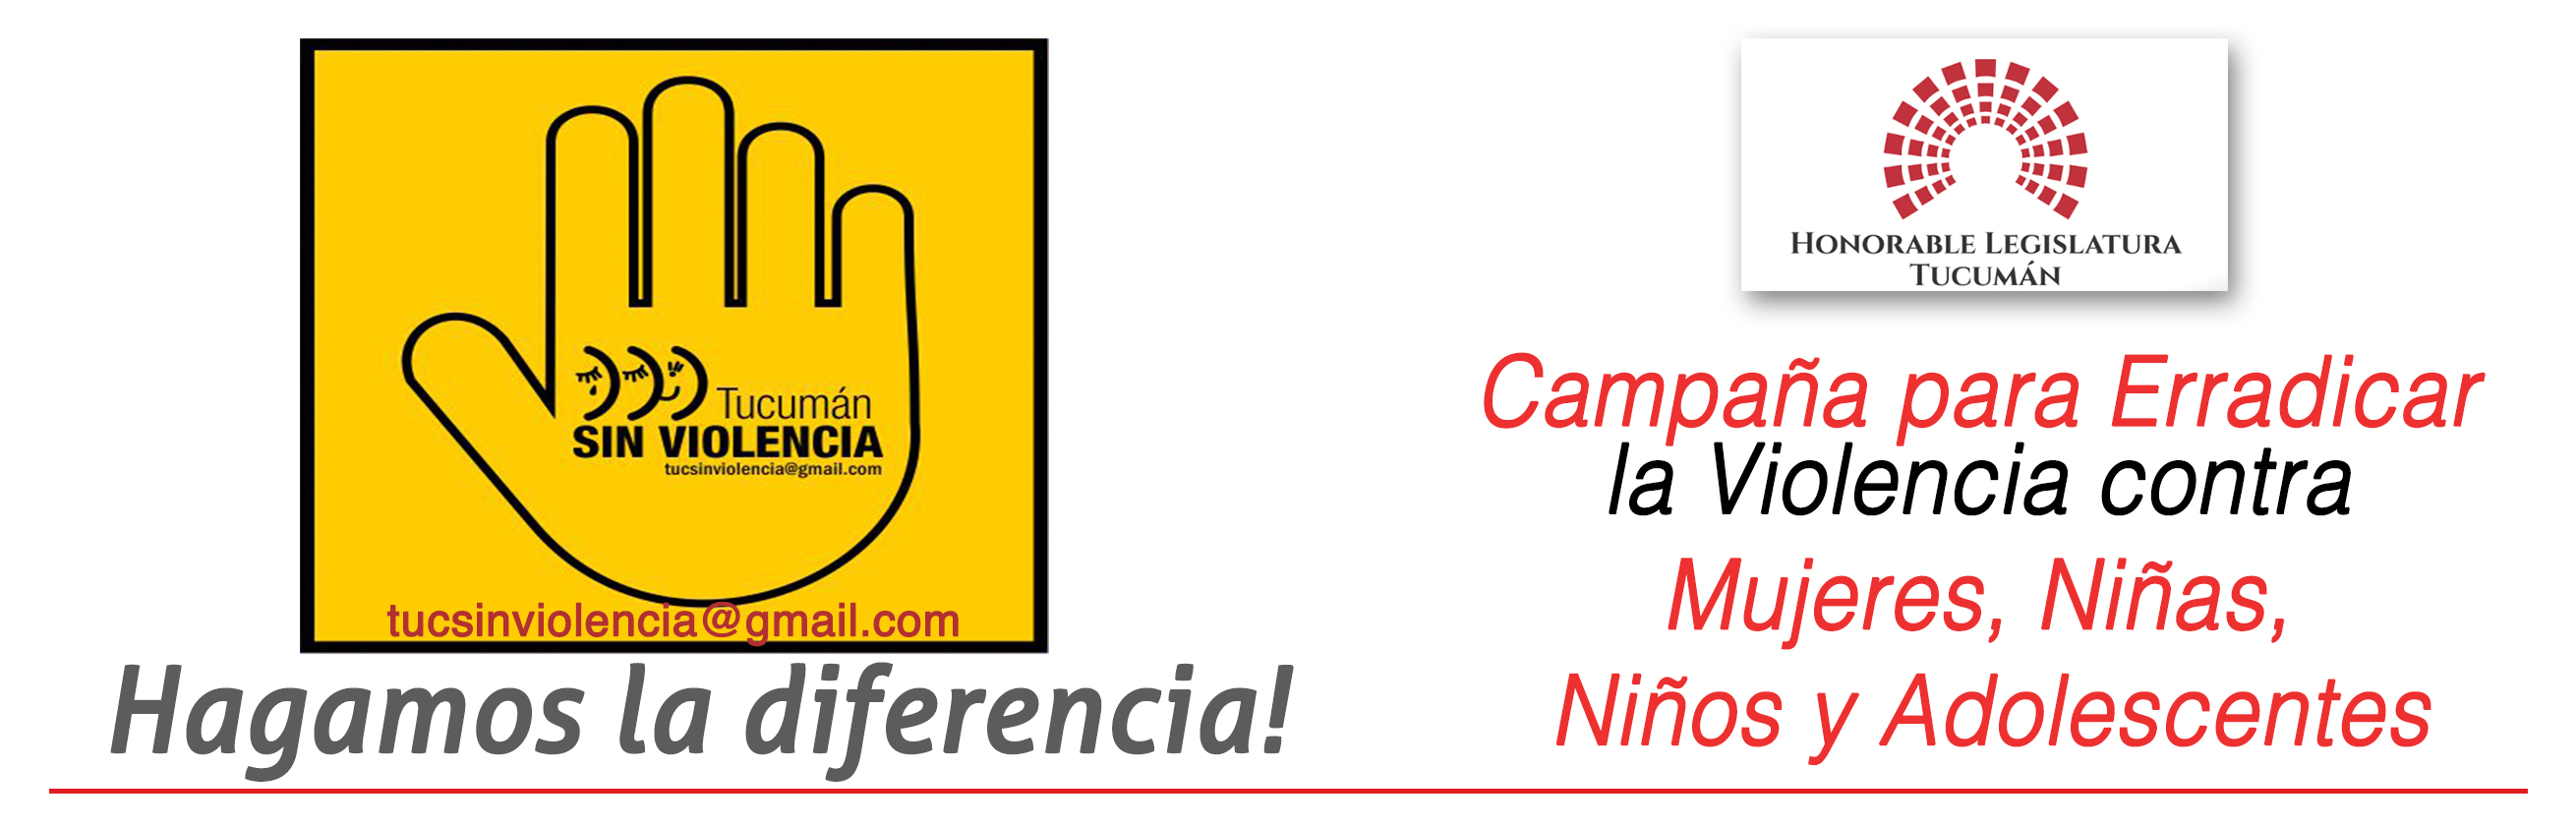 Tucumán
SIN VIOLENCIA
tucsinviolencia@gmail.com
tucsinviolencia@gmail.com
Hagamos la diferencia!
HONORABLE LEGISLATURA
TUCUMÁN
Campaña para Erradicar
la Violencia contra
Mujeres, Niñas,
Niños y Adolescentes